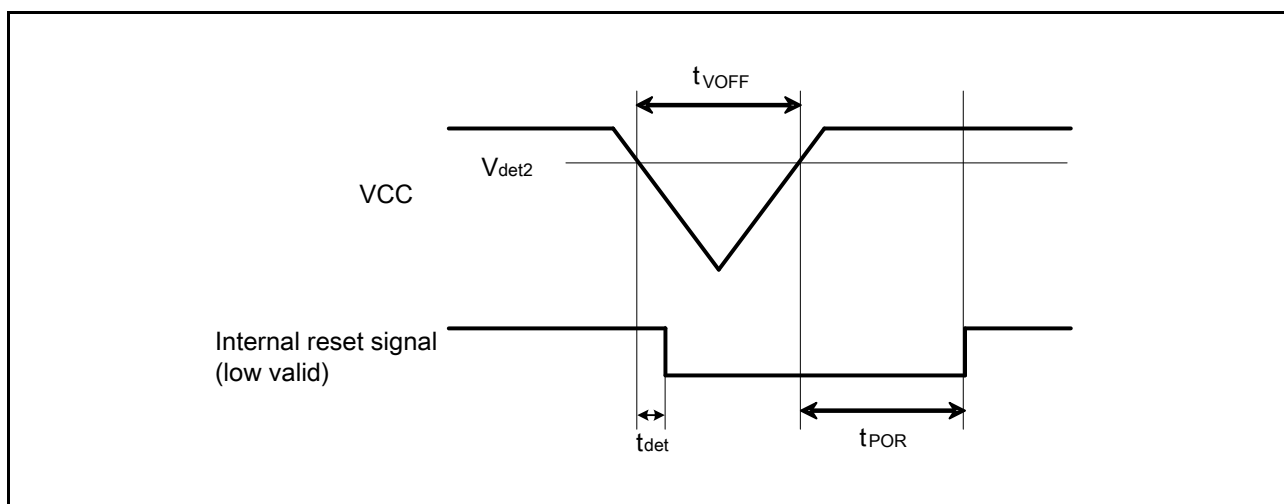 tVOFF
Vdet2
VCC
Internal reset signal
(low valid)
tdet
tPOR